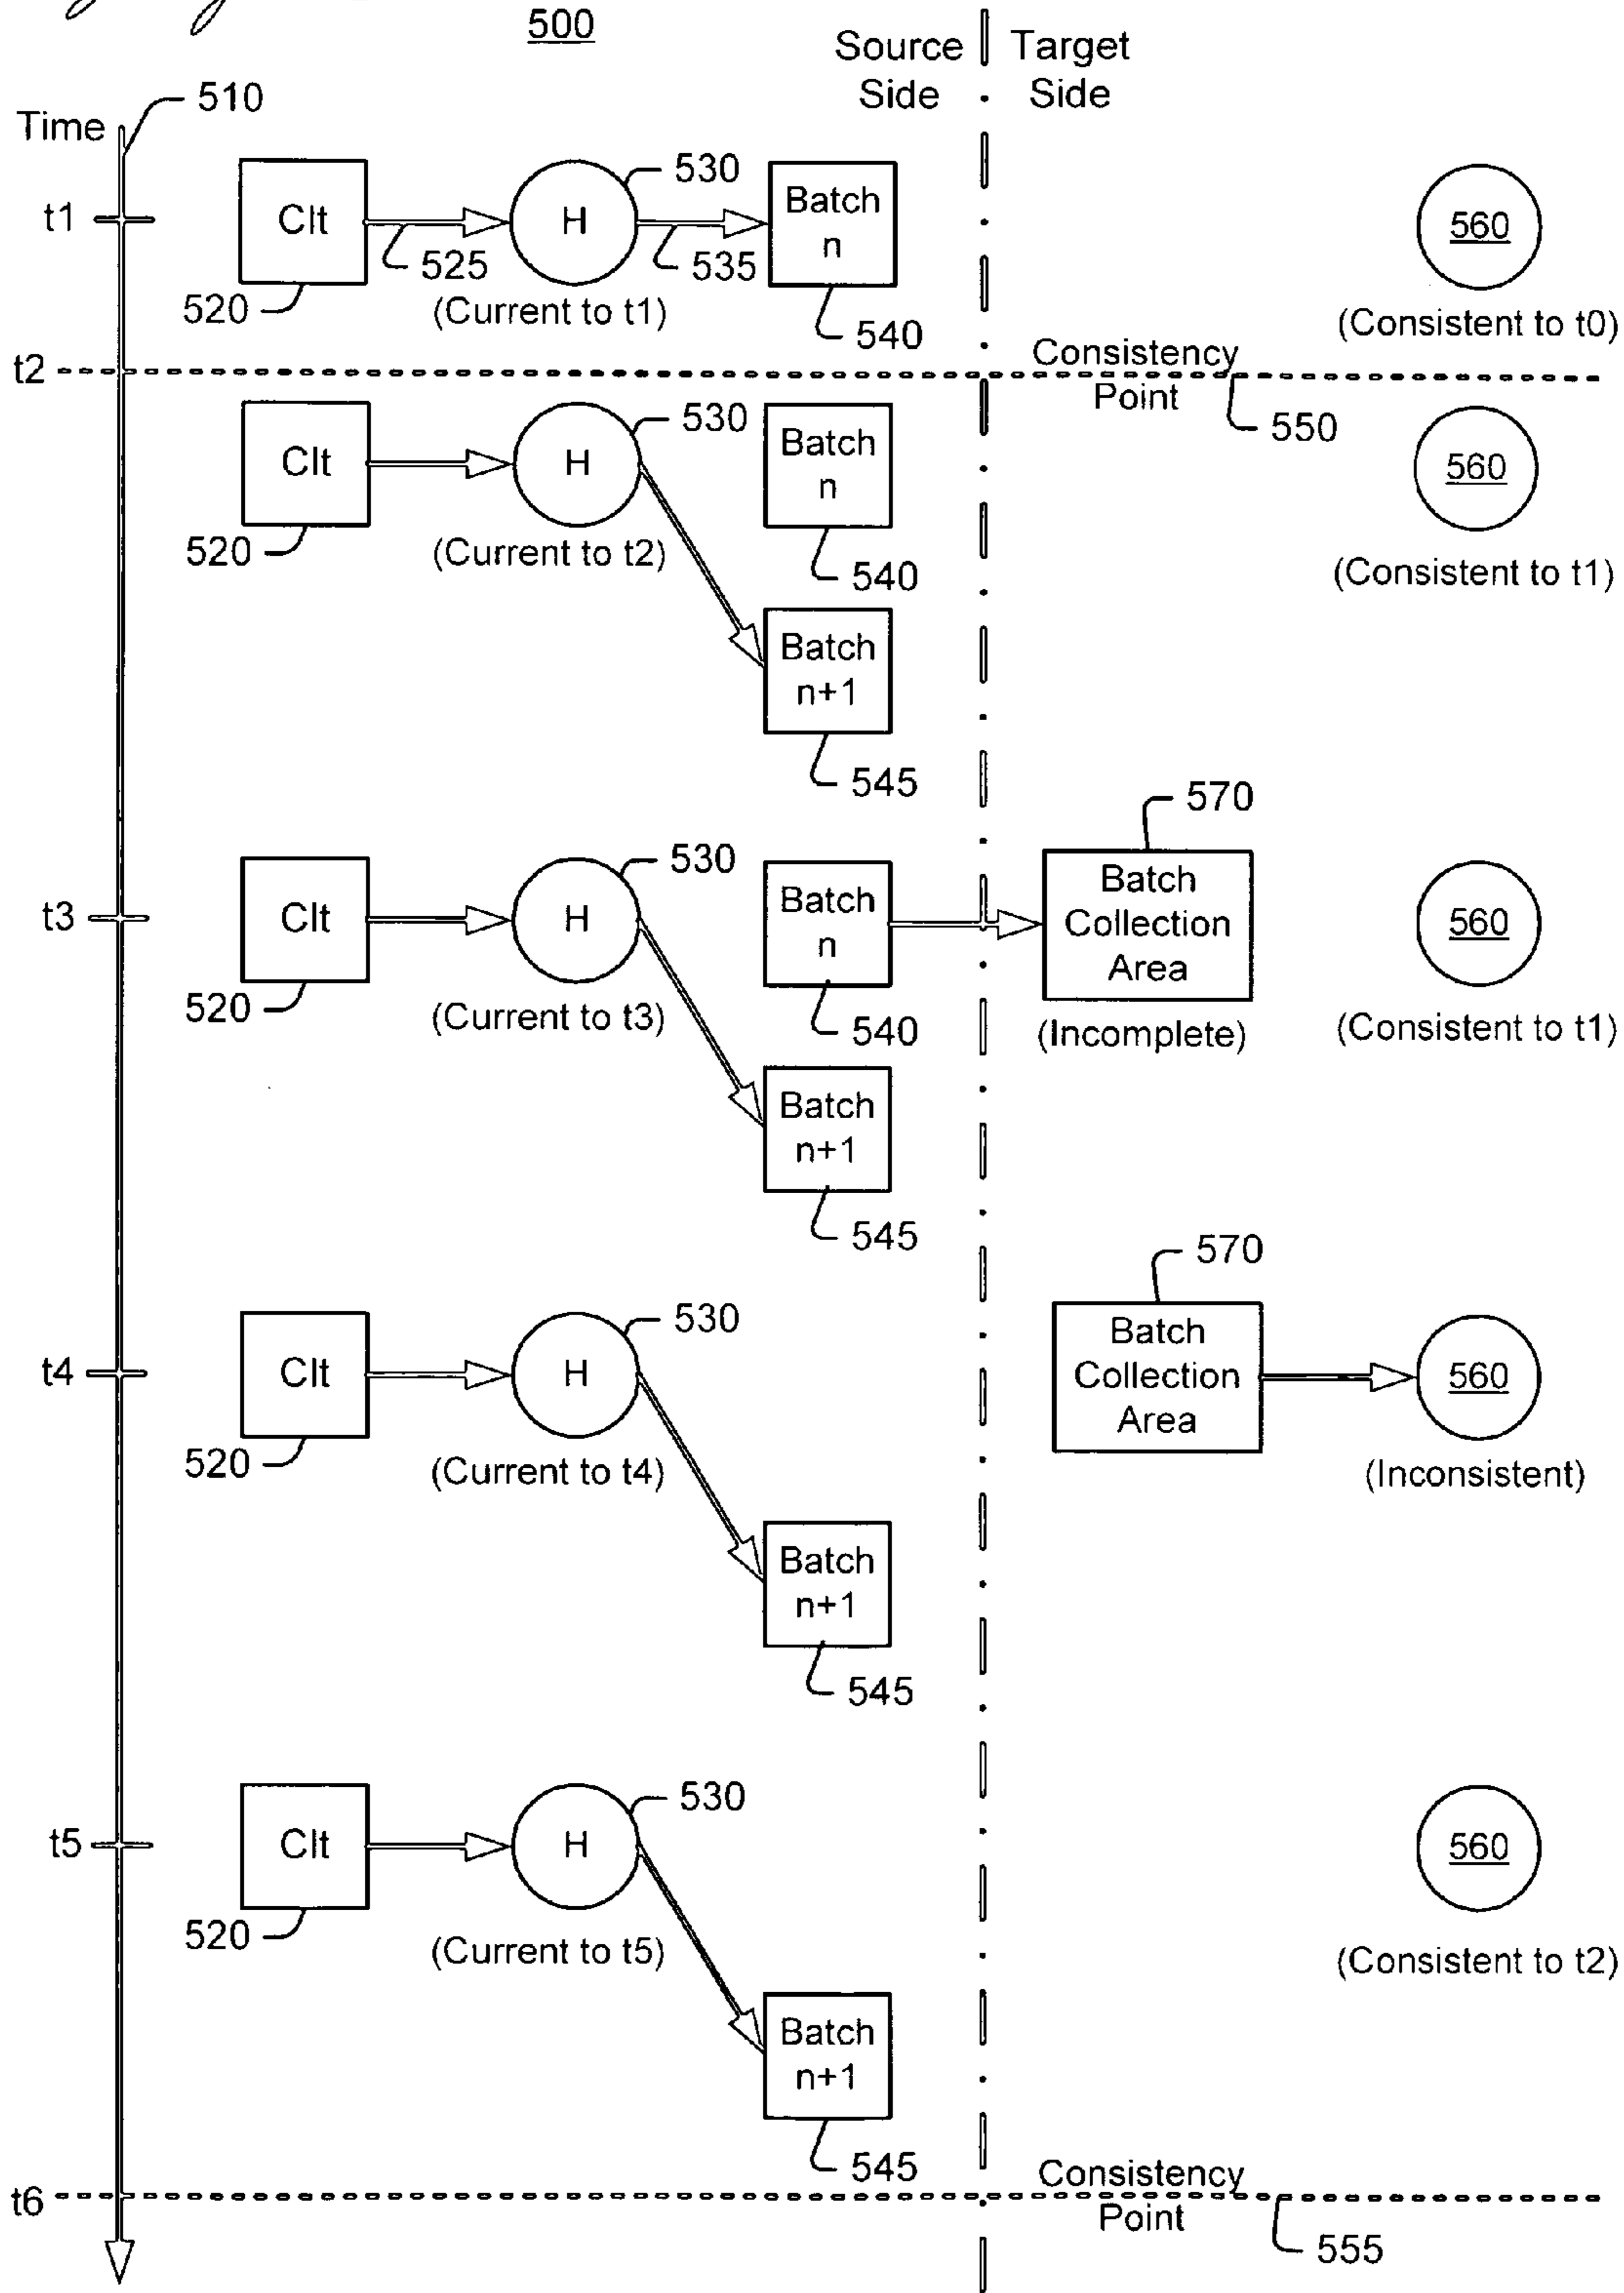 500
Source
Side
Target
Side
510
Time
t1
Clt
520
525
H
530
(Current to t1)
535
Batch
n
540
560
(Consistent to t0)
t2
Consistency
Point
550
Clt
520
H
530
(Current to t2)
Batch
n
540
Batch
n+1
545
560
(Consistent to t1)
t3
Clt
520
H
530
(Current to t3)
Batch
n
540
Batch
n+1
545
570
Batch
Collection
Area
(Incomplete)
560
(Consistent to t1)
t4
Clt
520
H
530
(Current to t4)
Batch
n+1
545
570
Batch
Collection
Area
560
(Inconsistent)
t5
Clt
520
H
530
(Current to t5)
Batch
n+1
545
560
(Consistent to t2)
t6
Consistency
Point
555